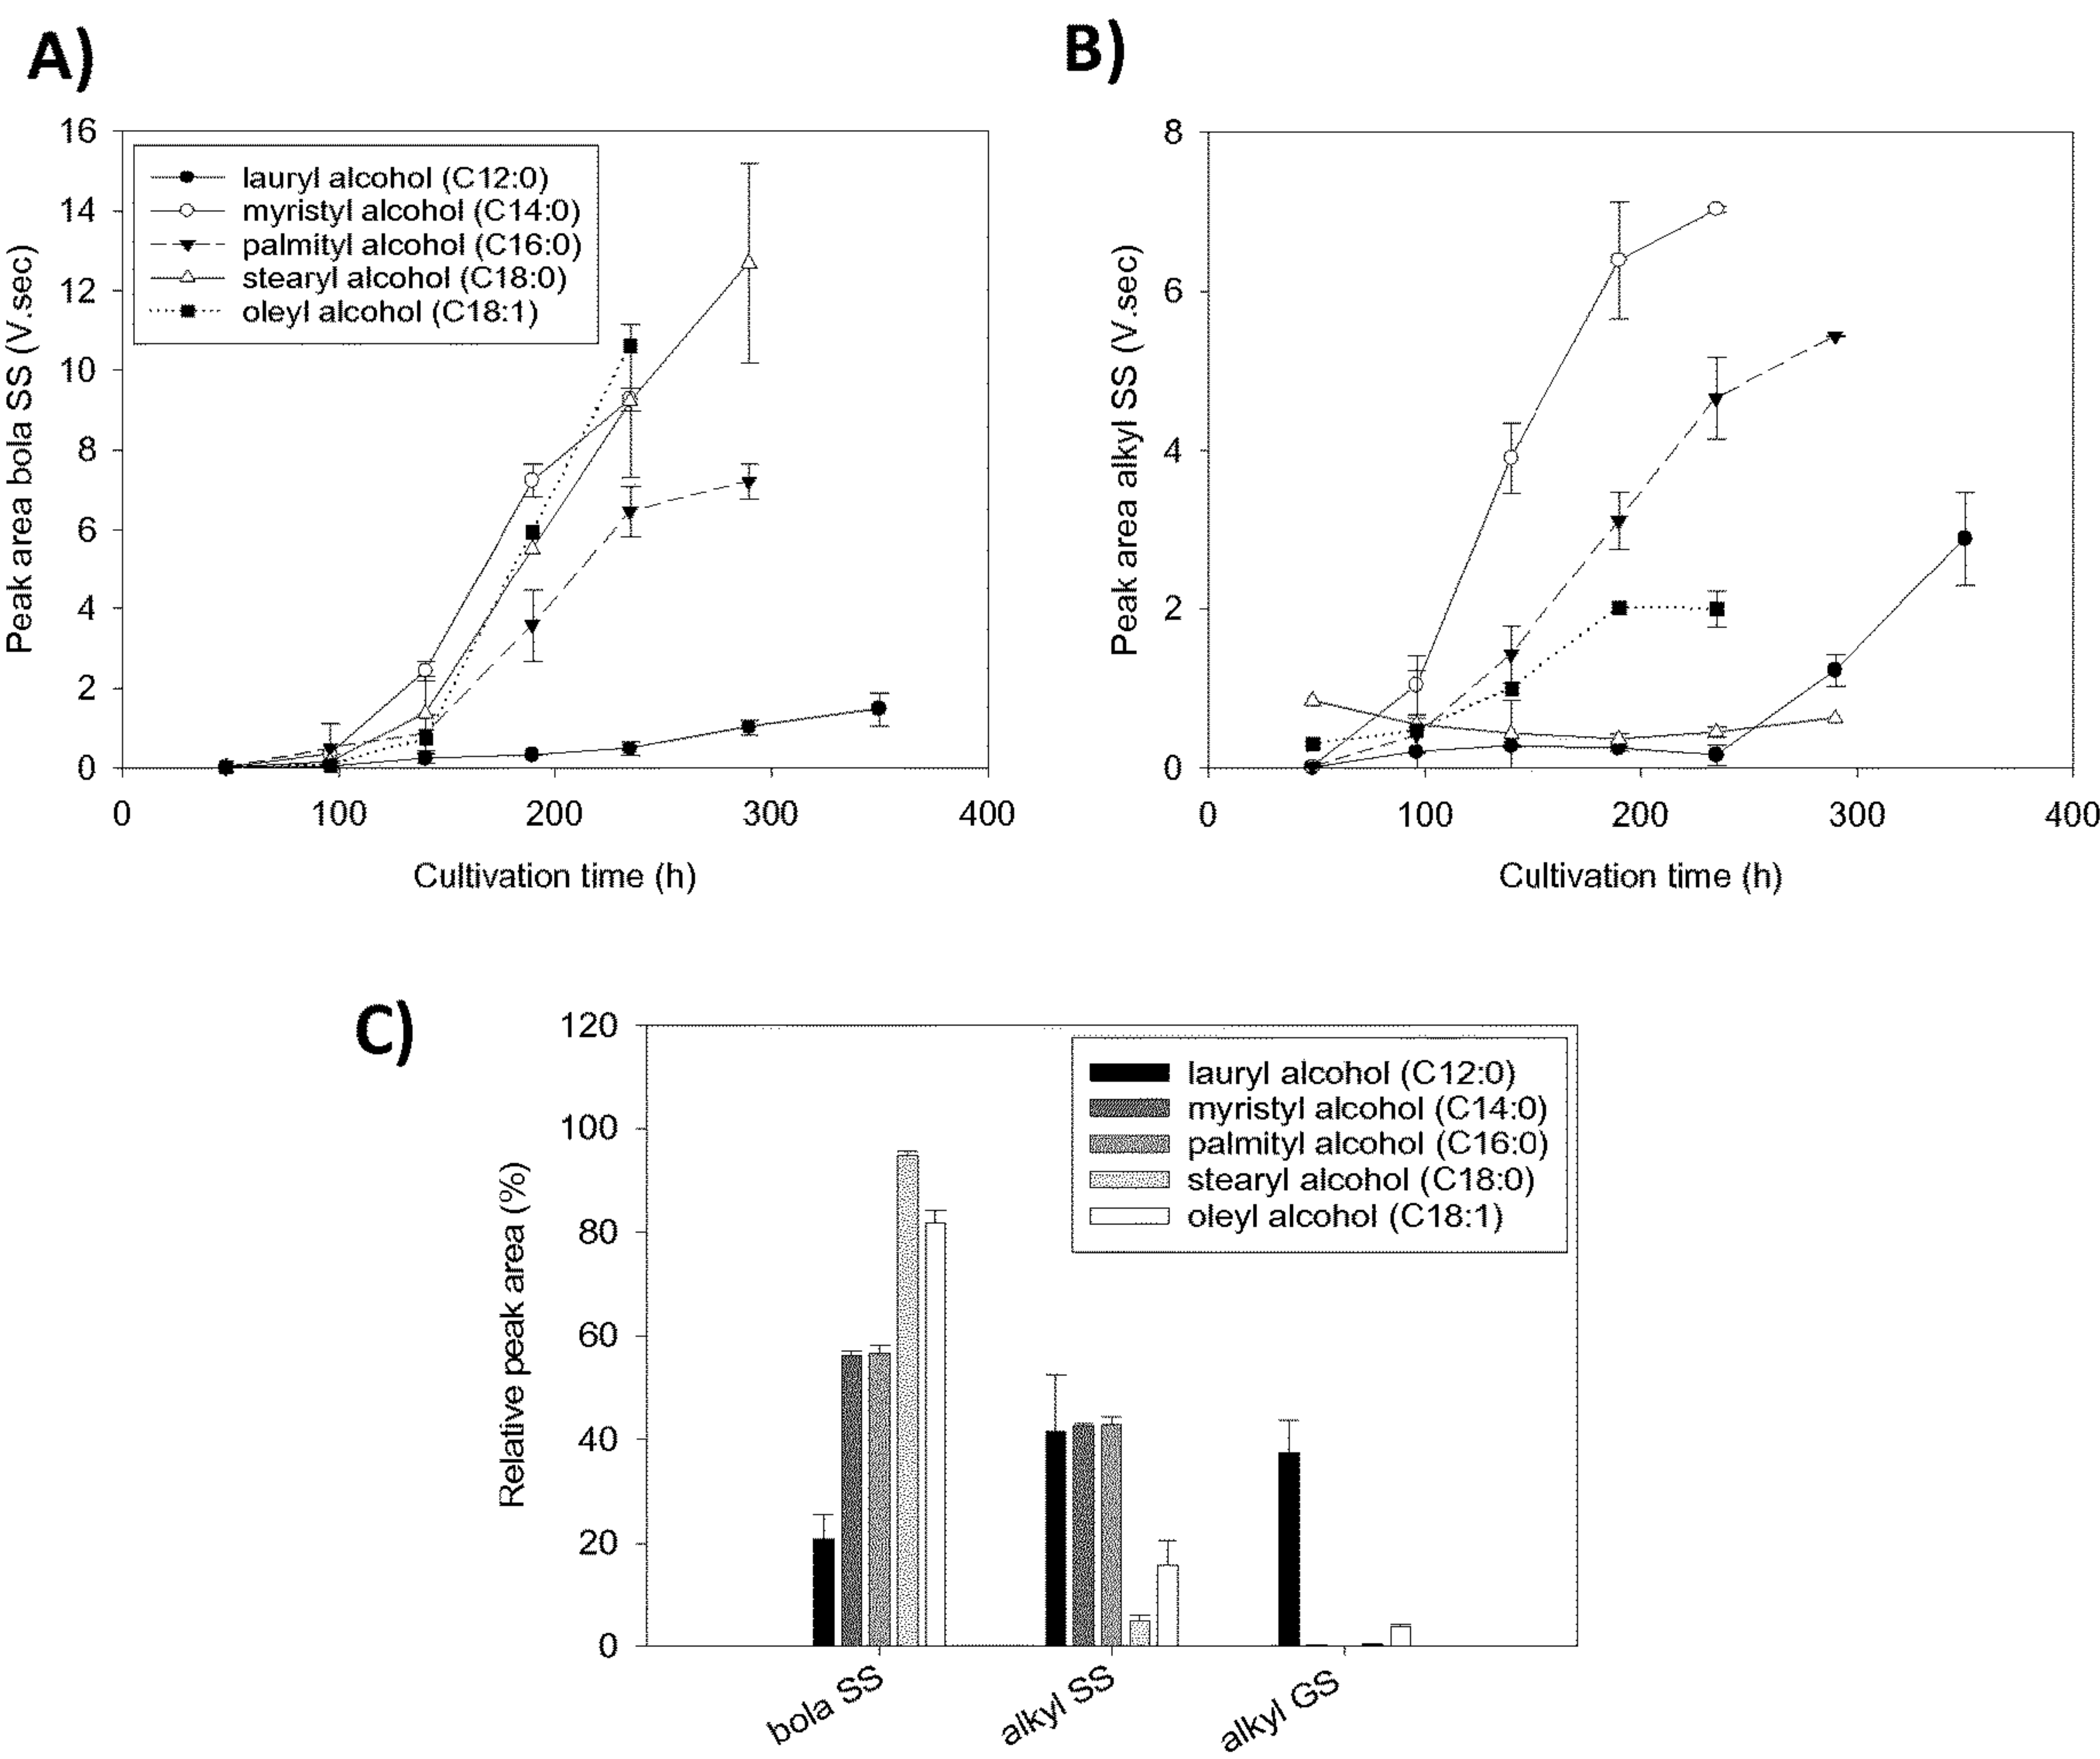 A)
16
14
12
10
8
6
4
2
0
0 100 200 300 400
Peak area bola SS (V.sec)
Cultivation time (h)
lauryl alcohol (C12:0)
myristyl alcohol (C14:0)
palmityl alcohol (C16:0)
stearyl alcohol (C18:0)
oleyl alcohol (C18:1)
B)
8
6
4
2
0
0 100 200 300 400
Peak area alkyl SS (V.sec)
Cultivation time (h)
C)
120
100
80
60
40
20
0
Relative peak area (%)
lauryl alcohol (C12:0)
myristyl alcohol (C14:0)
palmityl alcohol (C16:0)
stearyl alcohol (C18:0)
oleyl alcohol (C18:1)
bola SS
alkyl SS
alkyl GS